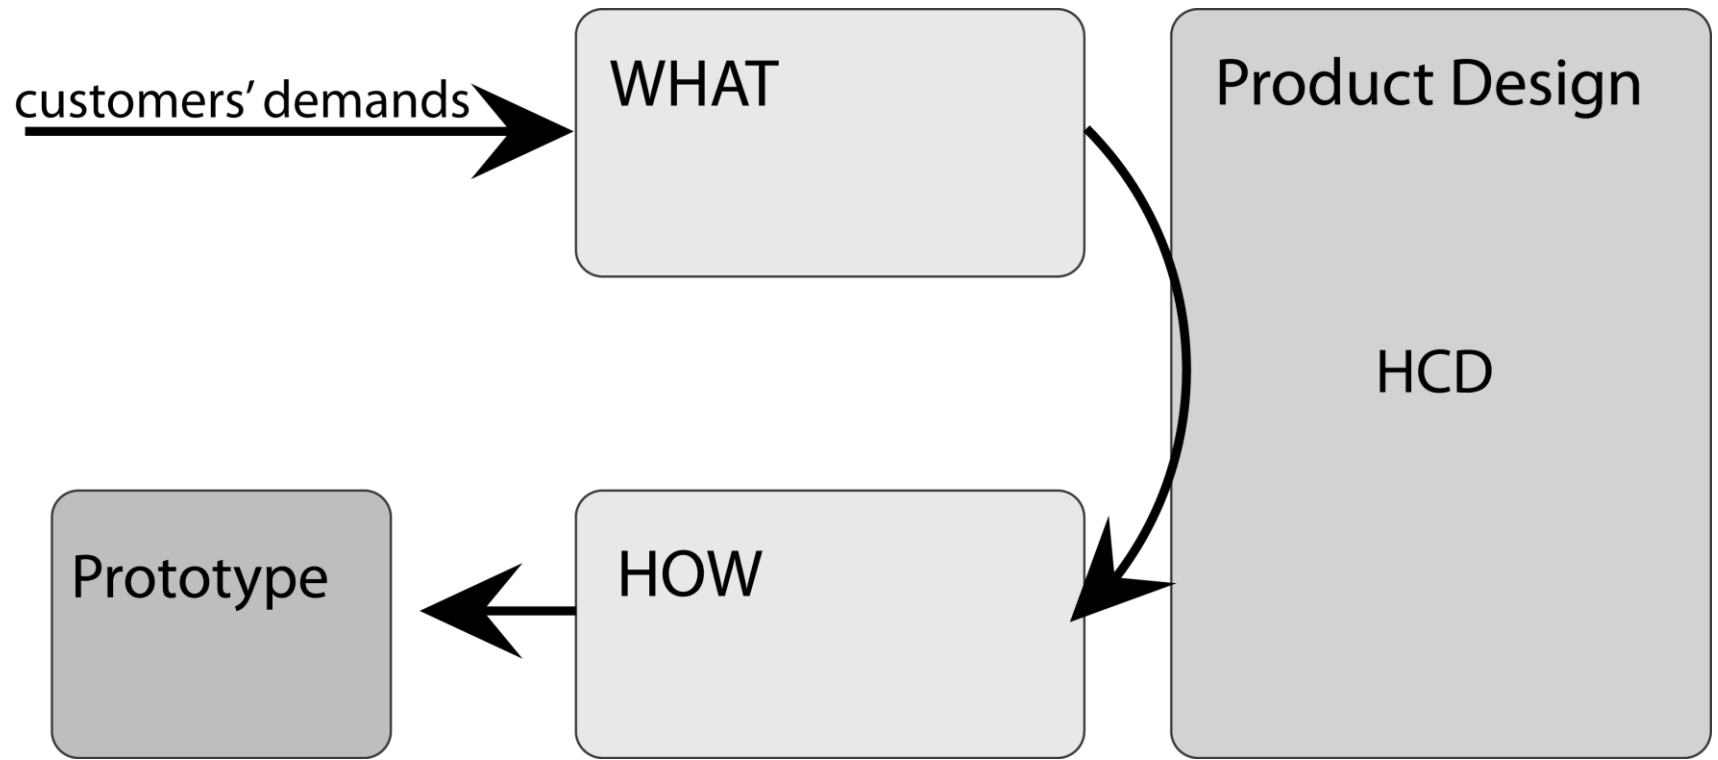 customers’ demands
WHAT
Product Design
HCD
Prototype
HOW